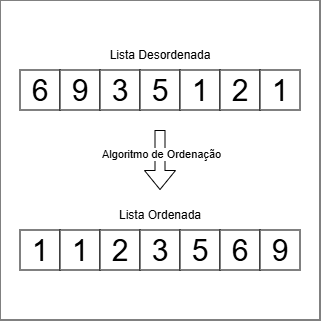 Lista Desordenada
6 9 3 5 1 2 1
Algoritmo de Ordenação
Lista Ordenada
1 1 2 3 5 6 9